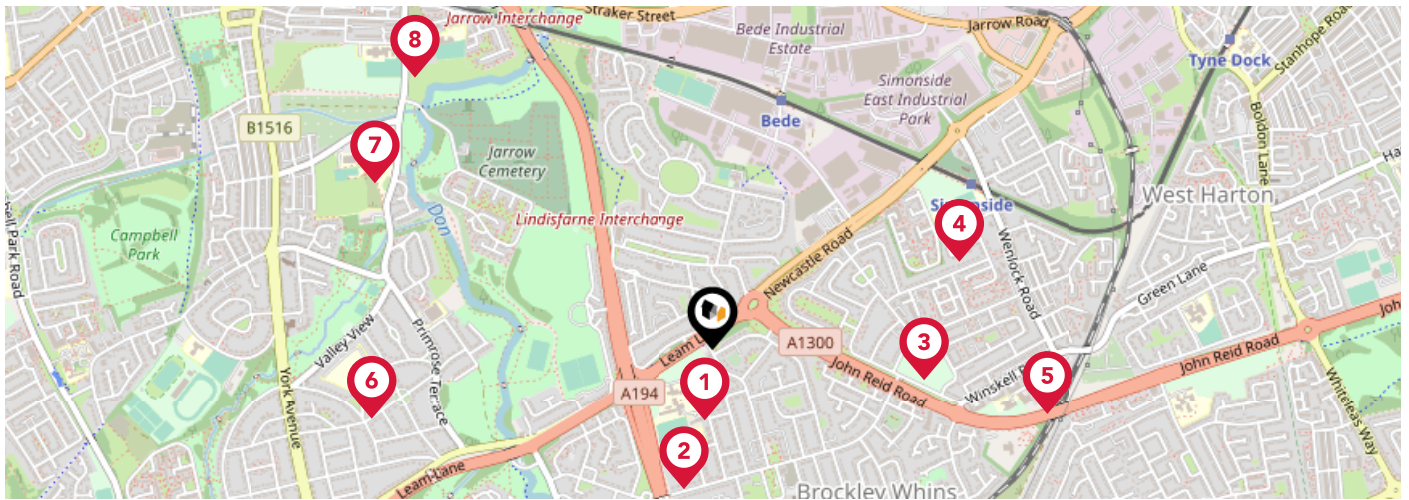 Jarrow Interchange
Straker Street
Jarrow Road
Stanhope Road
8
Bede Industrial
Estate
Tyne Dock
Simonside
East Industrial
Park
B1516
Bede
Boldon Lane
7
Jarrow
Cemetery
West Harton
Don
Lindisfarne Interchange
Simonside
4
Campbell
Park
Newcastle Road
Wenlock Road
Green Lane
Valley View
Primrose Terrace
Leam L
A1300
3
John Reid Road
John Reid Road
6
1
5
A194
Winskell
York Avenue
Whiteleas Way
2
Leam Lane
Brockley Whins